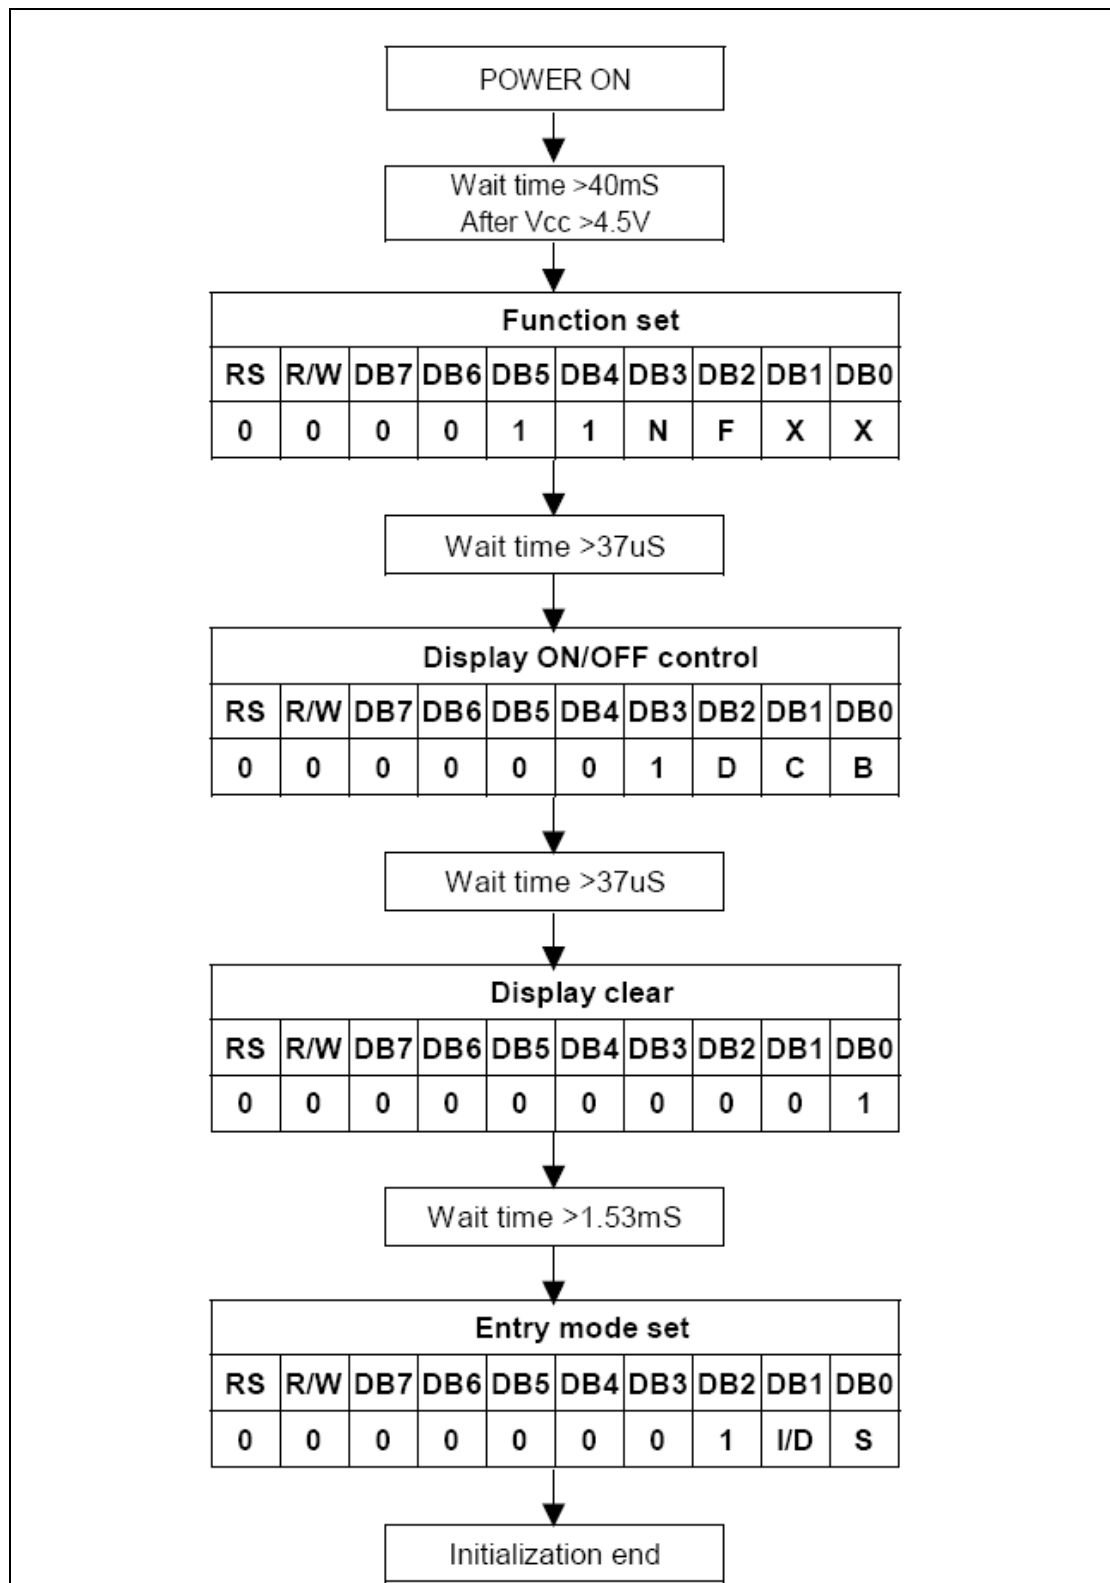 POWER ON
Wait time >40mS
After Vcc >4.5V
Function set
RS R/W DB7 DB6 DB5 DB4 DB3 DB2 DB1 DB0
0 0 0 0 1 1 N F X X
Wait time >37uS
Display ON/OFF control
RS R/W DB7 DB6 DB5 DB4 DB3 DB2 DB1 DB0
0 0 0 0 0 0 1 D C B
Wait time >37uS
Display clear
RS R/W DB7 DB6 DB5 DB4 DB3 DB2 DB1 DB0
0 0 0 0 0 0 0 0 0 1
Wait time >1.53mS
Entry mode set
RS R/W DB7 DB6 DB5 DB4 DB3 DB2 DB1 DB0
0 0 0 0 0 0 0 1 I/D S
Initialization end